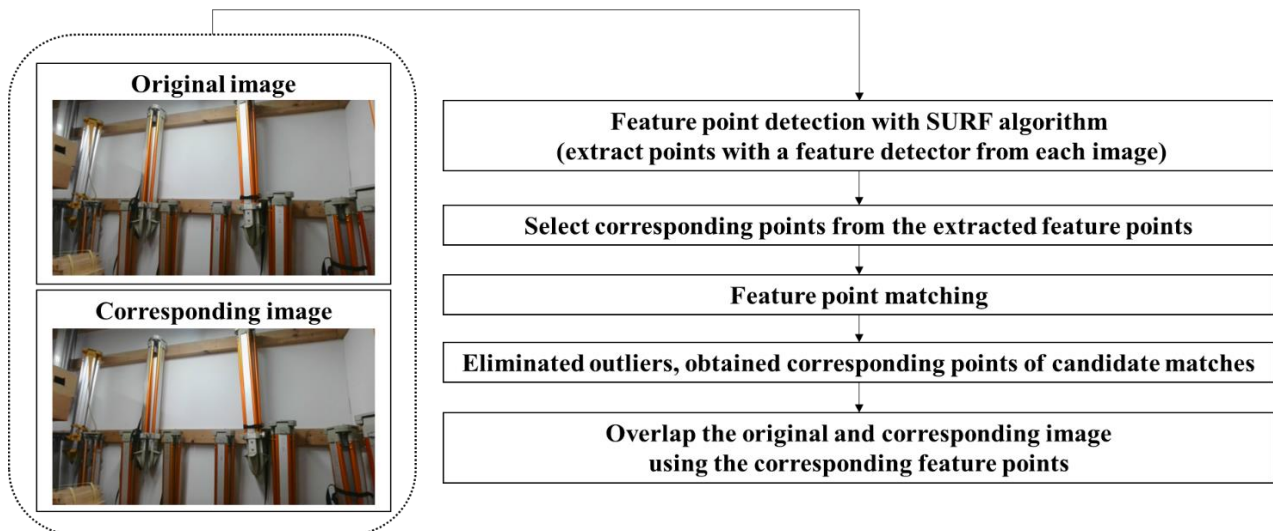 Original image
Corresponding image
Feature point detection with SURF algorithm
(extract points with a feature detector from each image)
Select corresponding points from the extracted feature points
Feature point matching
Eliminated outliers, obtained corresponding points of candidate matches
Overlap the original and corresponding image
using the corresponding feature points